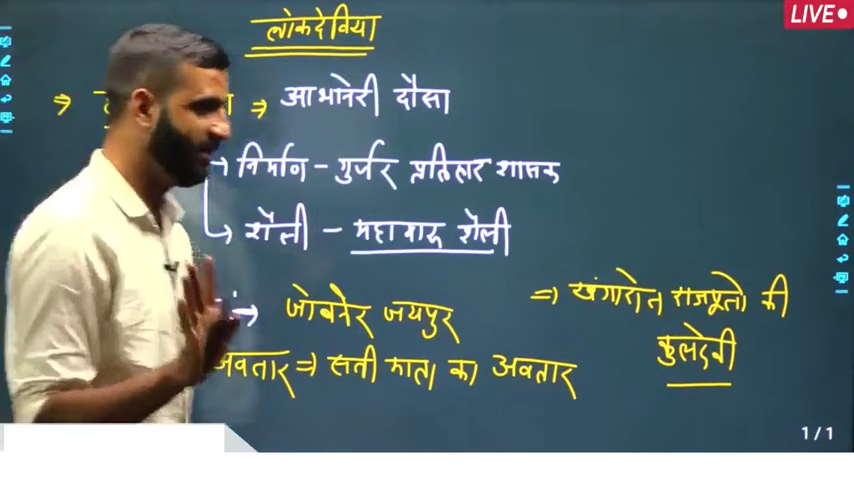 LIVE
लोकदेविया
⇒ ⇒ आभानेरी दौसा
→ निर्माण - गुर्जर प्रतिहार शासक
→ शैली - महामारू शैली
→ जोबनेर जयपुर ⇒ खंगारोत राजपूतो की कुलदेवी
अवतार ⇒ सती माता का अवतार
1/1